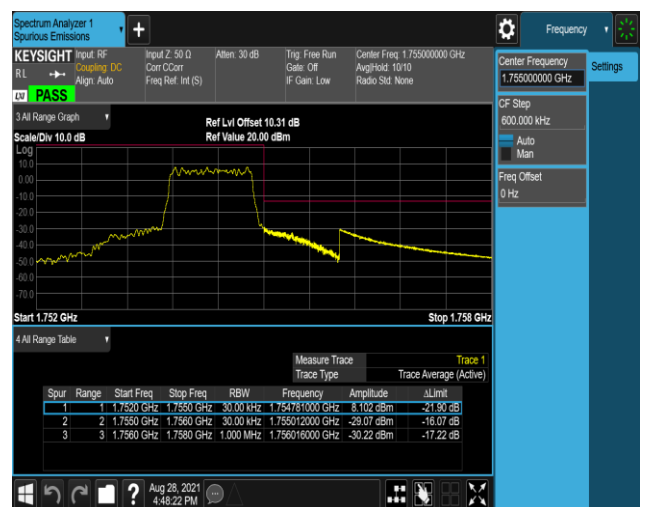 Spectrum Analyzer 1
Spurious Emissions
Frequency
KEYSIGHT
RL
LXI PASS
Input: RF
Coupling: DC
Align: Auto
Input Z: 50 Ω
Corr CCorr
Freq Ref: Int (S)
Atten: 30 dB
Trig: Free Run
Gate: Off
IF Gain: Low
Center Freq: 1.755000000 GHz
Avg|Hold: 10/10
Radio Std: None
Center Frequency
1.755000000 GHz
Settings
CF Step
600.000 kHz
Auto
Man
Freq Offset
0 Hz
3 All Range Graph
Scale/Div 10.0 dB
Ref Lvl Offset 10.31 dB
Ref Value 20.00 dBm
Log
10.0
0.00
-10.0
-20.0
-30.0
-40.0
-50.0
-60.0
-70.0
Start 1.752 GHz
Stop 1.758 GHz
4 All Range Table
Measure Trace Trace 1
Trace Type Trace Average (Active)
Spur Range Start Freq Stop Freq RBW Frequency Amplitude ΔLimit
1 1 1.7520 GHz 1.7550 GHz 30.00 kHz 1.754781000 GHz 8.102 dBm -21.90 dB
2 2 1.7550 GHz 1.7560 GHz 30.00 kHz 1.755012000 GHz -29.07 dBm -16.07 dB
3 3 1.7560 GHz 1.7580 GHz 1.000 MHz 1.756016000 GHz -30.22 dBm -17.22 dB
Aug 28, 2021
4:48:22 PM